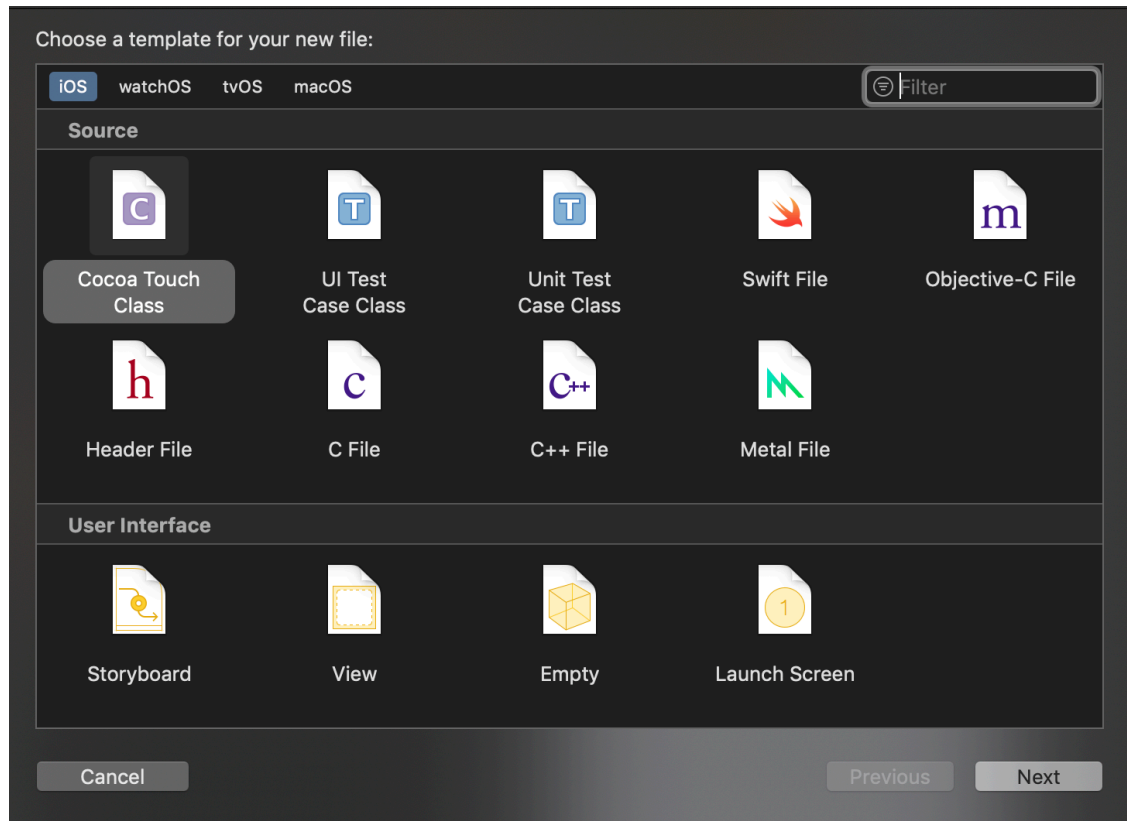 Choose a template for your new file:
iOS watchOS tvOS macOS Filter
Source
C T T m
Cocoa Touch
Class
UI Test
Case Class
Unit Test
Case Class
Swift File
Objective-C File
h c C++
Header File
C File
C++ File
Metal File
User Interface
1
Storyboard
View
Empty
Launch Screen
Cancel Previous Next